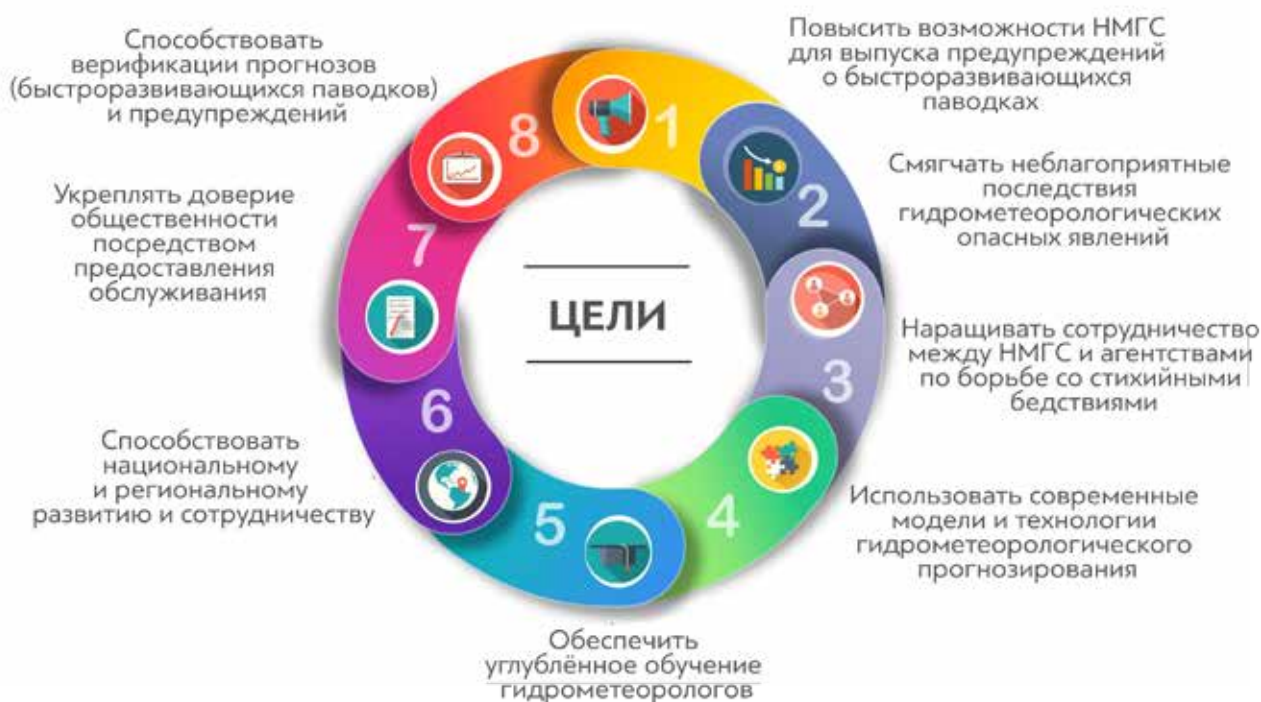 Повысить возможности НМГС
для выпуска предупреждений
о быстроразвивающихся
паводках
1
Смягчать неблагоприятные
последствия
гидрометеорологических
опасных явлений
2
Наращивать сотрудничество
между НМГС и агентствами
по борьбе со стихийными
бедствиями
3
Использовать современные
модели и технологии
гидрометеорологического
прогнозирования
4
Обеспечить
углублённое обучение
гидрометеорологов
5
Способствовать
национальному
и региональному
развитию и сотрудничеству
6
Укреплять доверие
общественности
посредством
предоставления
обслуживания
7
Способствовать
верификации прогнозов
(быстроразвивающихся паводков)
и предупреждений
8
ЦЕЛИ